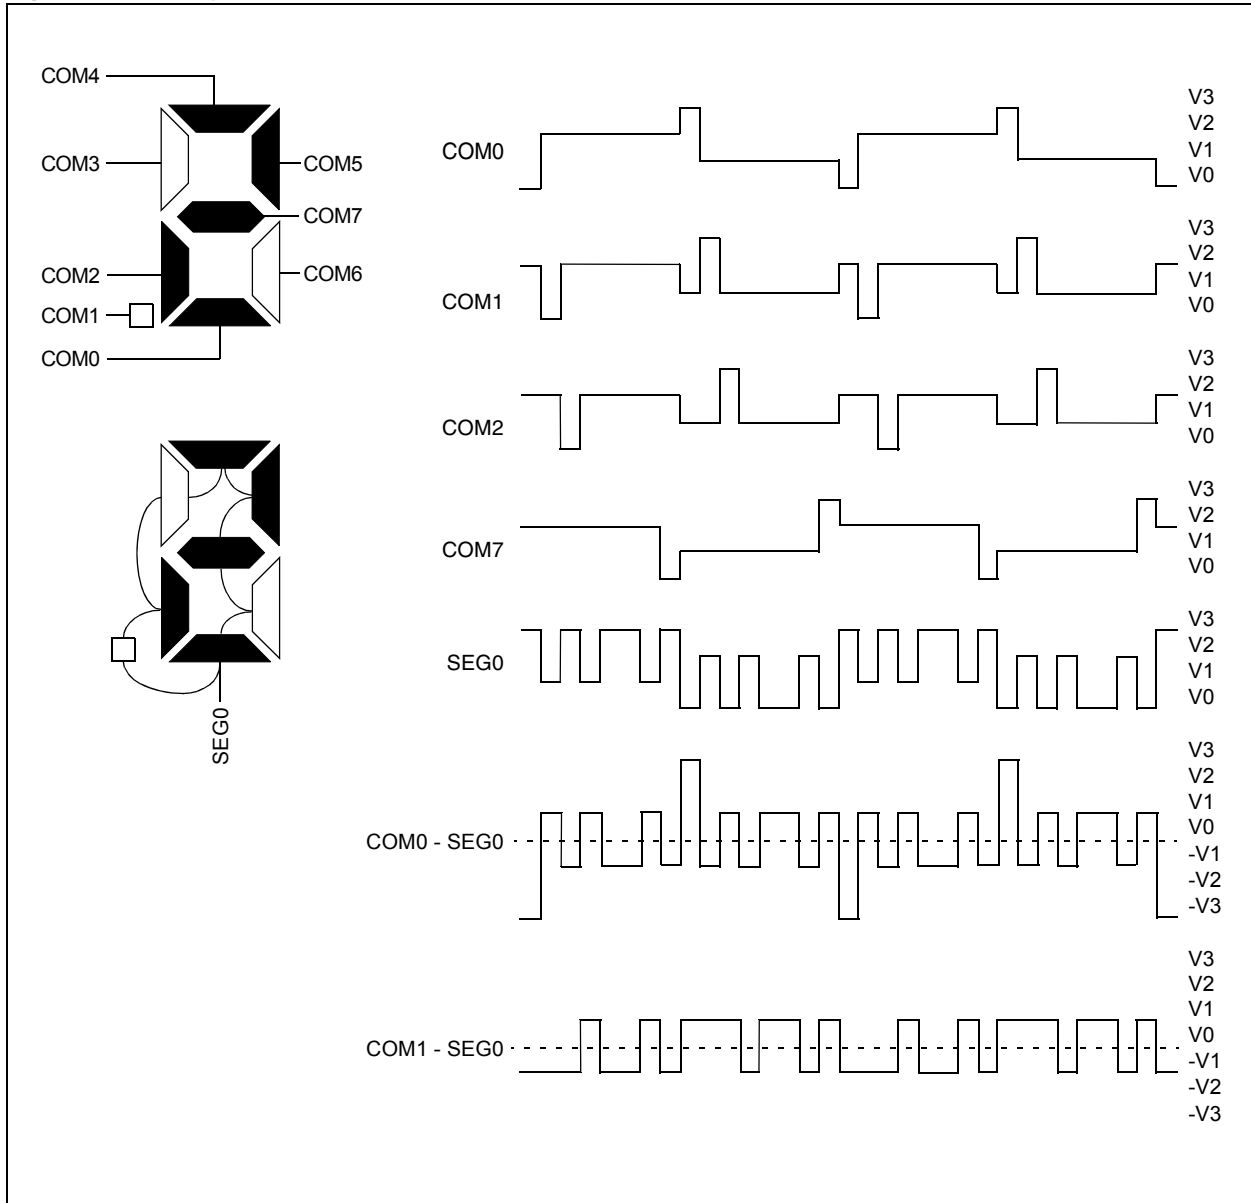 COM4
COM3
COM5
COM7
COM2
COM6
COM1
COM0
SEG0
COM0
V3
V2
V1
V0
COM1
V3
V2
V1
V0
COM2
V3
V2
V1
V0
COM7
V3
V2
V1
V0
SEG0
V3
V2
V1
V0
COM0 - SEG0
V3
V2
V1
V0
-V1
-V2
-V3
COM1 - SEG0
V3
V2
V1
V0
-V1
-V2
-V3